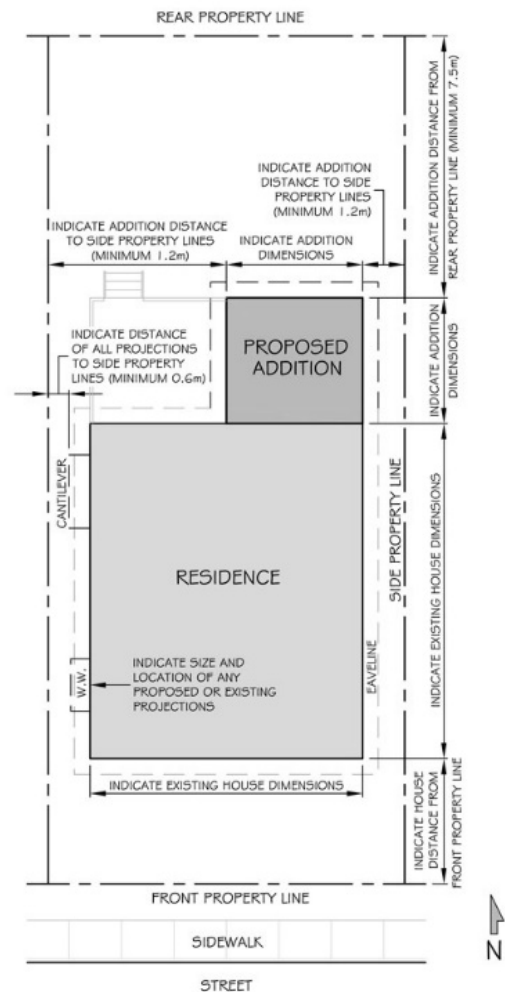 REAR PROPERTY LINE
INDICATE ADDITION DISTANCE FROM
REAR PROPERTY LINE (MINIMUM 7.5m)
INDICATE ADDITION
DISTANCE TO SIDE
PROPERTY LINES
(MINIMUM 1.2m)
INDICATE ADDITION DISTANCE
TO SIDE PROPERTY LINES
(MINIMUM 1.2m)
INDICATE ADDITION
DIMENSIONS
INDICATE DISTANCE
OF ALL PROJECTIONS
TO SIDE PROPERTY
LINES (MINIMUM 0.6m)
PROPOSED
ADDITION
INDICATE ADDITION
DIMENSIONS
CANTILEVER
RESIDENCE
SIDE PROPERTY LINE
INDICATE EXISTING HOUSE DIMENSIONS
W.W.
INDICATE SIZE AND
LOCATION OF ANY
PROPOSED OR EXISTING
PROJECTIONS
EAVELINE
INDICATE EXISTING HOUSE DIMENSIONS
INDICATE HOUSE
DISTANCE FROM
FRONT PROPERTY LINE
FRONT PROPERTY LINE
SIDEWALK
N
STREET